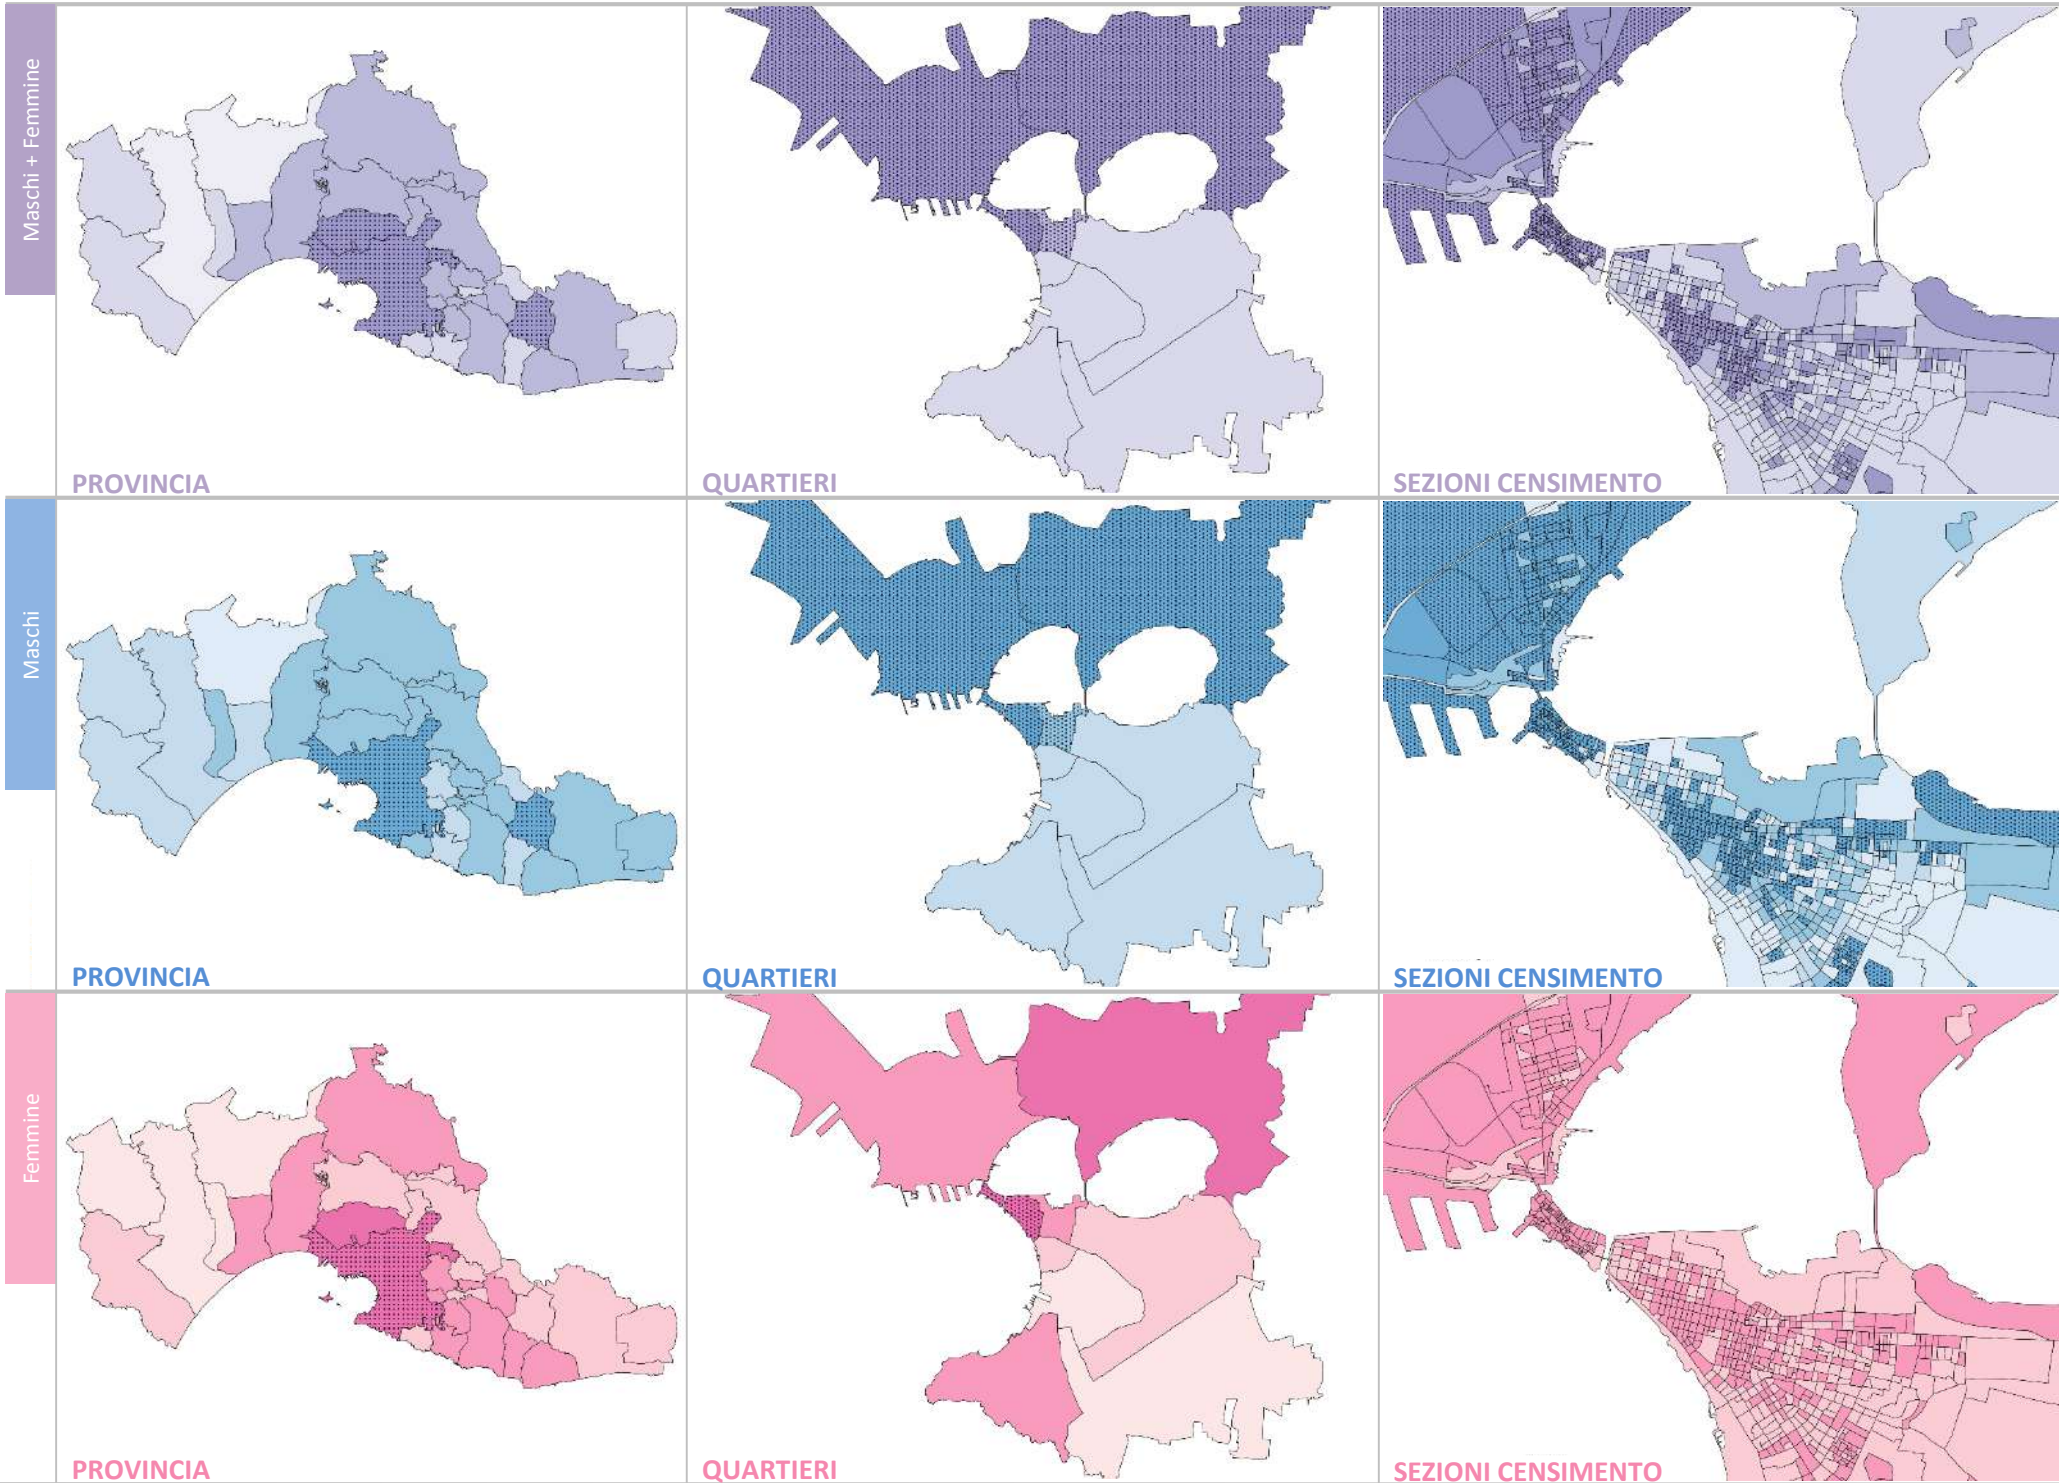 Maschi + Femmine
PROVINCIA
QUARTIERI
SEZIONI CENSIMENTO
Maschi
PROVINCIA
QUARTIERI
SEZIONI CENSIMENTO
Femmine
PROVINCIA
QUARTIERI
SEZIONI CENSIMENTO